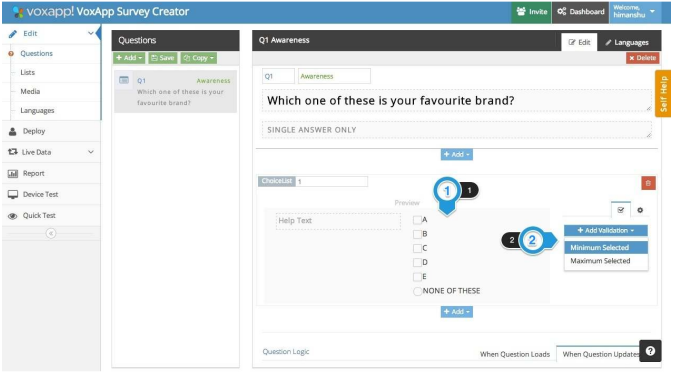 voxapp! VoxApp Survey Creator
Invite
Dashboard
Welcome,
himanshu
Edit
Questions
Lists
Media
Languages
Deploy
Live Data
Report
Device Test
Quick Test
Questions
+ Add
Save
Copy
Q1 Awareness
Which one of these is your
favourite brand?
Q1 Awareness
Edit
Languages
Delete
Q1 Awareness
Which one of these is your favourite brand?
SINGLE ANSWER ONLY
+ Add
ChoiceList 1
1 1
Preview
Help Text
A
B
C
D
E
NONE OF THESE
2 2
+ Add Validation
Minimum Selected
Maximum Selected
+ Add
Question Logic
When Question Loads
When Question Updates
?
Self Help